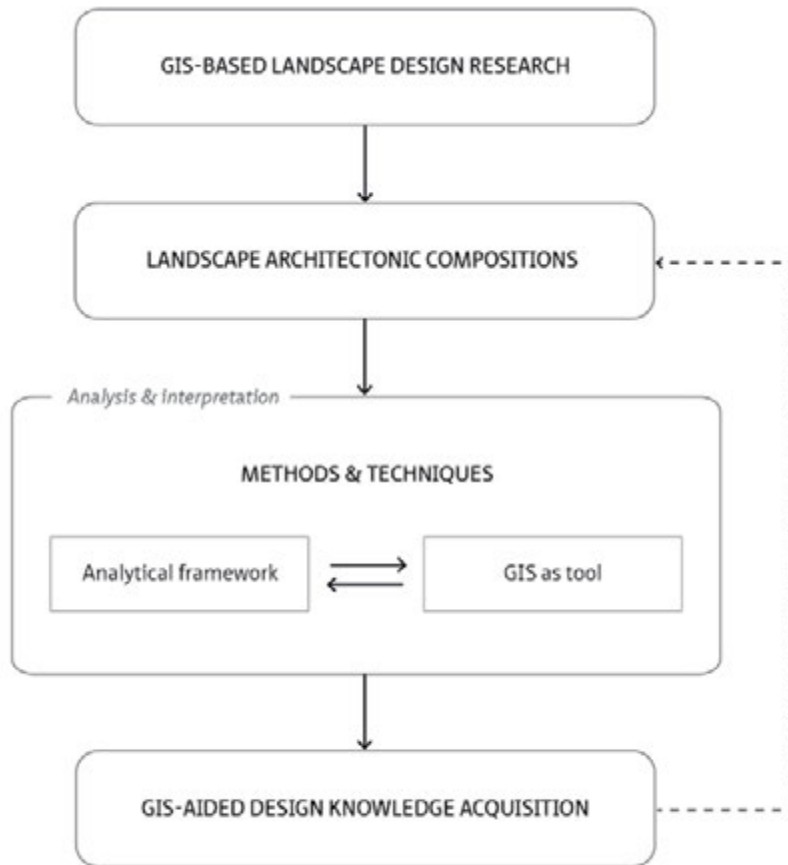 GIS-BASED LANDSCAPE DESIGN RESEARCH
LANDSCAPE ARCHITECTONIC COMPOSITIONS
Analysis & interpretation
METHODS & TECHNIQUES
Analytical framework
GIS as tool
GIS-AIDED DESIGN KNOWLEDGE ACQUISITION